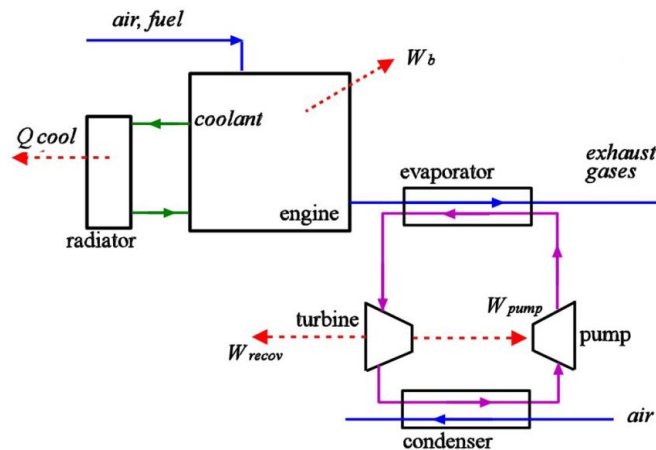 air, fuel
W b
coolant
Q cool
radiator
engine
evaporator
exhaust
gases
turbine
W pump
pump
W recov
condenser
air